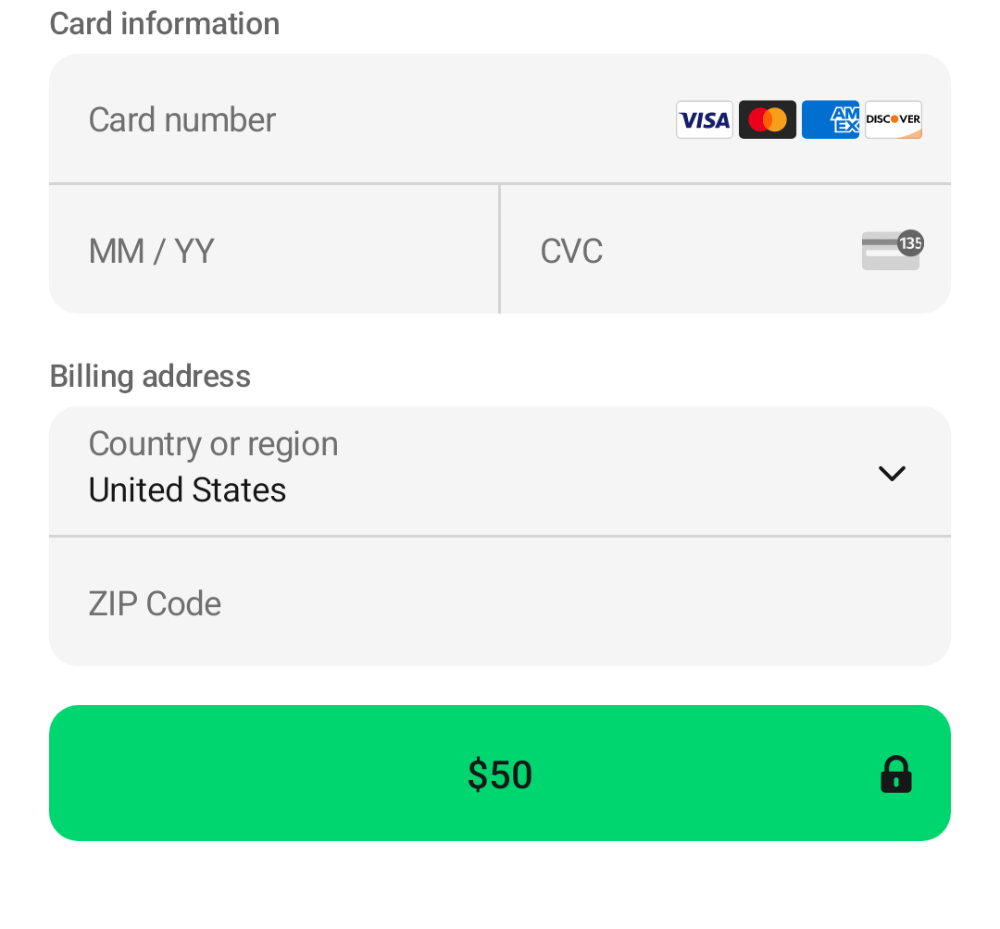 Card information
Card number VISA AM EX DISCOVER
MM / YY CVC 135
Billing address
Country or region
United States
ZIP Code
$50